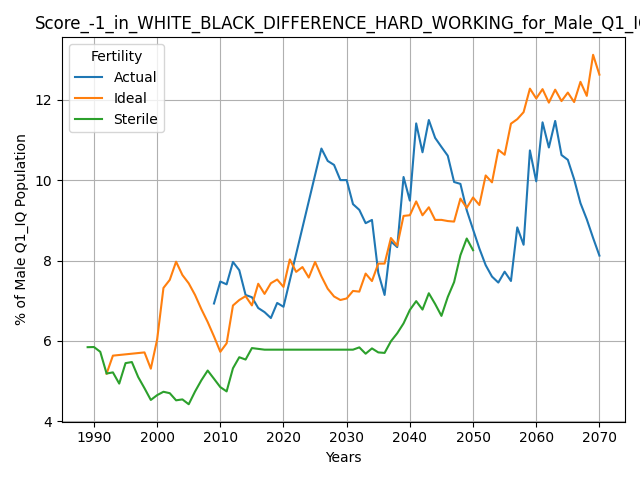 Score_-1_in_WHITE_BLACK_DIFFERENCE_HARD_WORKING_for_Male_Q1_IQ
Fertility
Actual
Ideal
Sterile
% of Male Q1_IQ Population
12
10
8
6
4
1990 2000 2010 2020 2030 2040 2050 2060 2070
Years